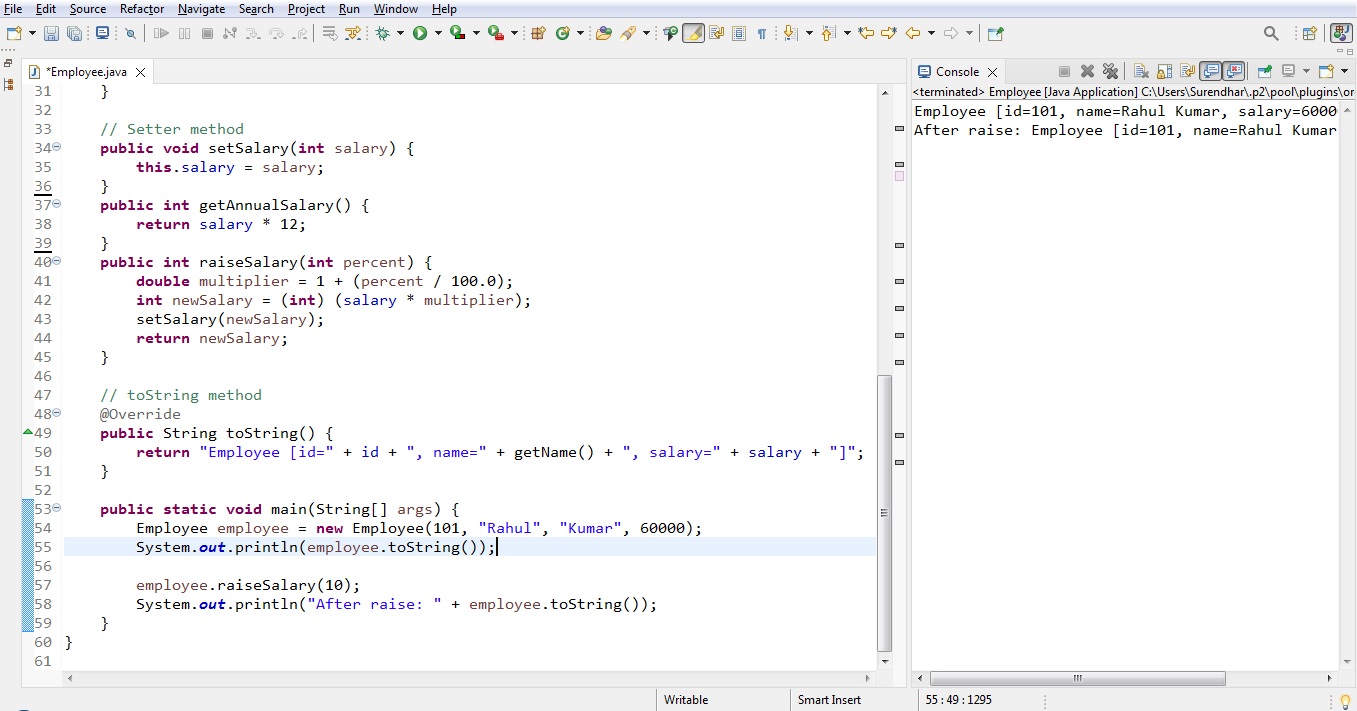 File Edit Source Refactor Navigate Search Project Run Window Help
*Employee.java
31     }
32
33     // Setter method
34     public void setSalary(int salary) {
35         this.salary = salary;
36     }
37     public int getAnnualSalary() {
38         return salary * 12;
39     }
40     public int raiseSalary(int percent) {
41         double multiplier = 1 + (percent / 100.0);
42         int newSalary = (int) (salary * multiplier);
43         setSalary(newSalary);
44         return newSalary;
45     }
46
47     // toString method
48     @Override
49     public String toString() {
50         return "Employee [id=" + id + ", name=" + getName() + ", salary=" + salary + "]";
51     }
52
53     public static void main(String[] args) {
54         Employee employee = new Employee(101, "Rahul", "Kumar", 60000);
55         System.out.println(employee.toString());
56
57         employee.raiseSalary(10);
58         System.out.println("After raise: " + employee.toString());
59     }
60 }
61
Console
<terminated> Employee [Java Application] C:\Users\Surendhar\.p2\pool\plugins\or
Employee [id=101, name=Rahul Kumar, salary=6000
After raise: Employee [id=101, name=Rahul Kumar
Writable Smart Insert 55 : 49 : 1295